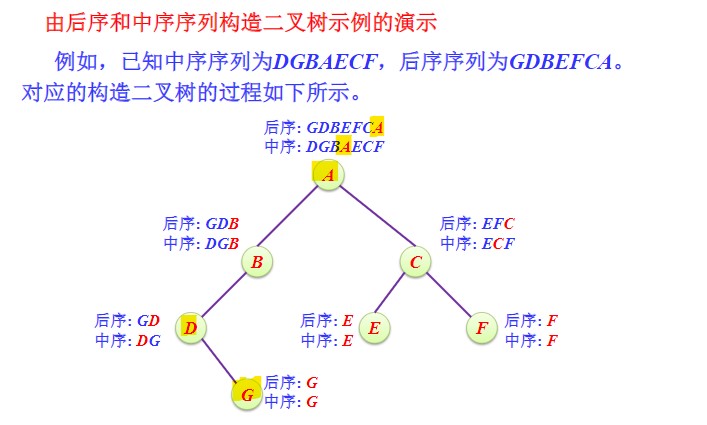 由后序和中序序列构造二叉树示例的演示
例如，已知中序序列为DGBAECF，后序序列为GDBEFCA。
对应的构造二叉树的过程如下所示。
后序: GDBEFCA
中序: DGBAECF
A
后序: GDB
中序: DGB
B
后序: EFC
中序: ECF
C
后序: GD
中序: DG
D
后序: E
中序: E
E
F
后序: F
中序: F
G
后序: G
中序: G